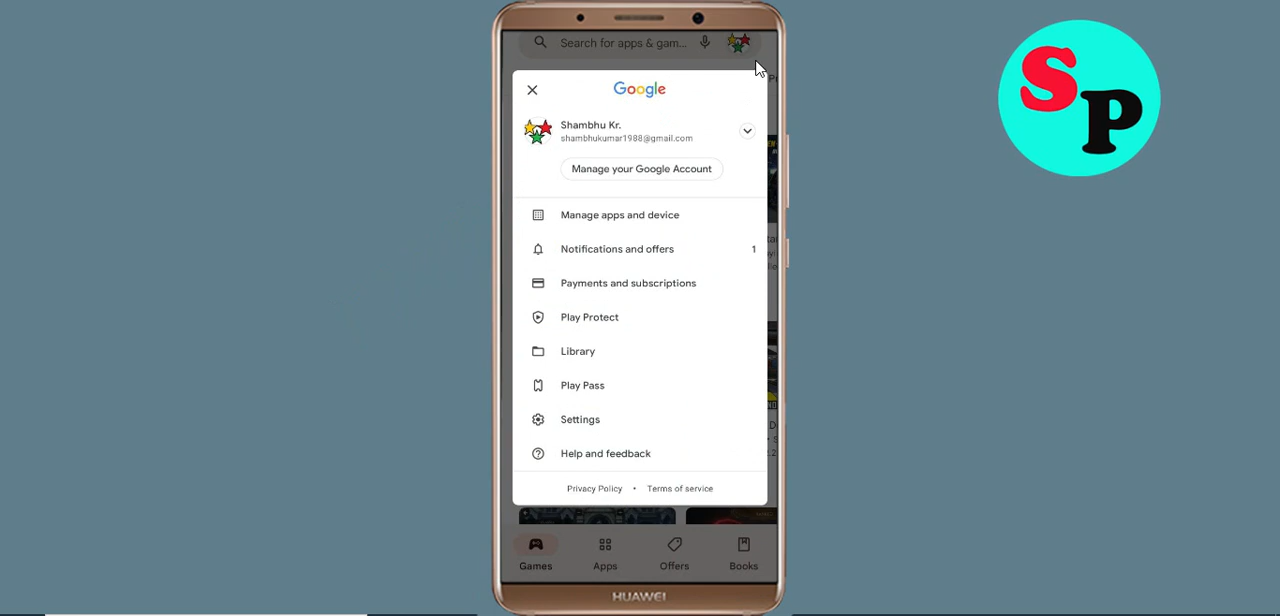 Search for apps & gam...
Google
Shambhu Kr.
shambhukumar1988@gmail.com
Manage your Google Account
Manage apps and device
Notifications and offers 1
Payments and subscriptions
Play Protect
Library
Play Pass
Settings
Help and feedback
Privacy Policy • Terms of service
Games Apps Offers Books
HUAWEI
SP